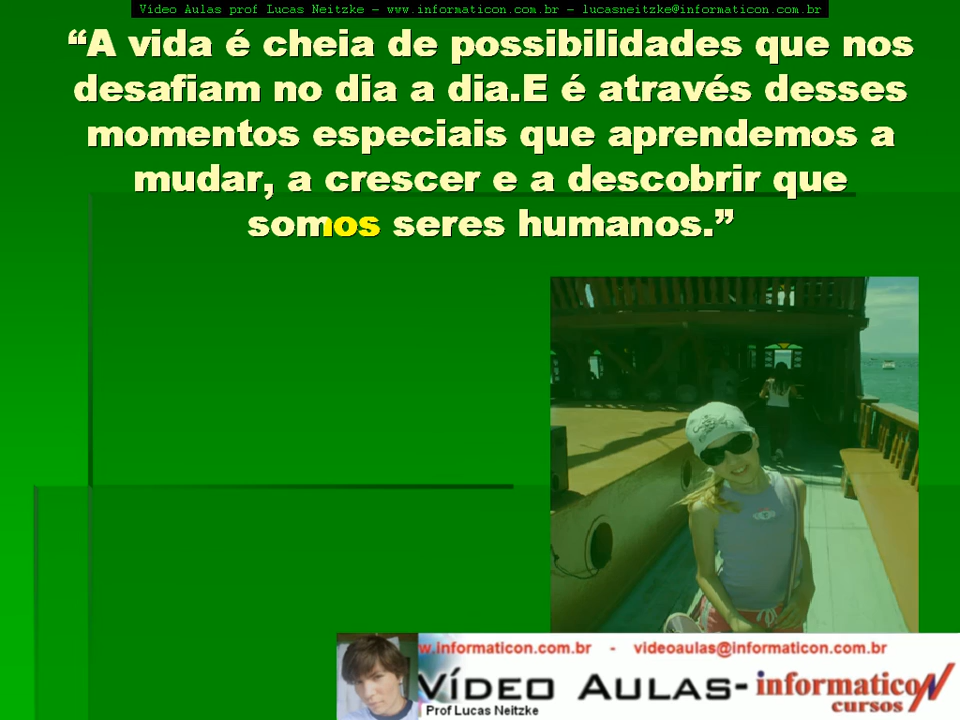 Vídeo Aulas prof Lucas Neitzke – www.informaticon.com.br – lucasneitzke@informaticon.com.br
“A vida é cheia de possibilidades que nos
desafiam no dia a dia.E é através desses
momentos especiais que aprendemos a
mudar, a crescer e a descobrir que
somos seres humanos.”
w.informaticon.com.br - videoaulas@informaticon.com.br
VÍDEO AULAS- informaticon
cursos
Prof Lucas Neitzke